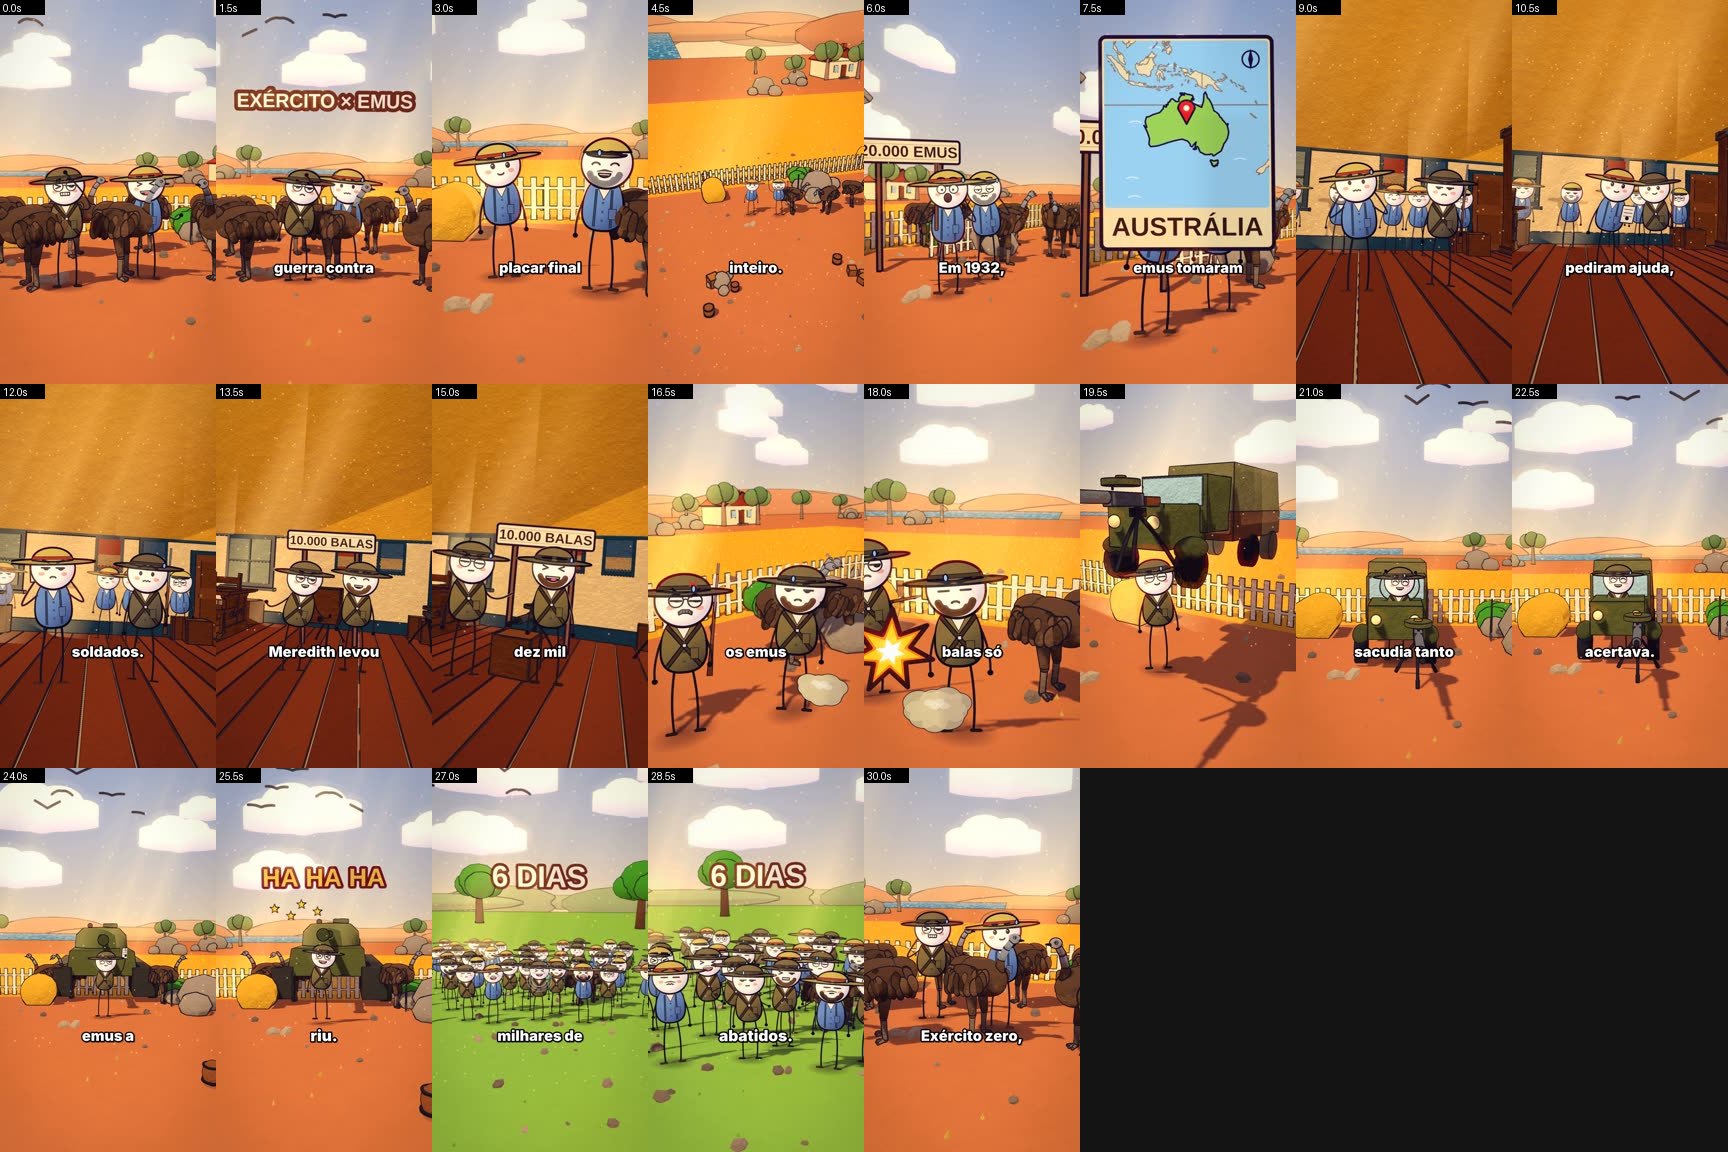 0.0s
1.5s
EXÉRCITO × EMUS
guerra contra
3.0s
placar final
4.5s
inteiro.
6.0s
20.000 EMUS
Em 1932,
7.5s
AUSTRÁLIA
emus tomaram
9.0s
10.5s
pediram ajuda,
12.0s
soldados.
13.5s
10.000 BALAS
Meredith levou
15.0s
10.000 BALAS
dez mil
16.5s
os emus
18.0s
balas só
19.5s
21.0s
sacudia tanto
22.5s
acertava.
24.0s
emus a
25.5s
HA HA HA
riu.
27.0s
6 DIAS
milhares de
28.5s
6 DIAS
abatidos.
30.0s
Exército zero,